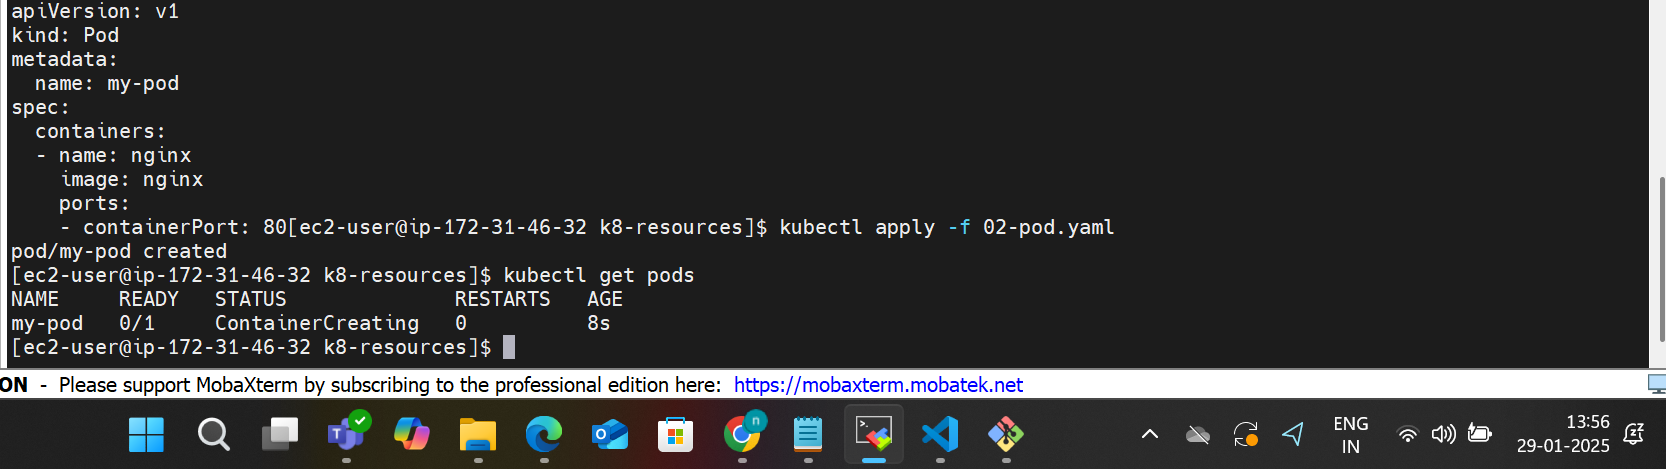 apiVersion: v1
kind: Pod
metadata:
  name: my-pod
spec:
  containers:
  - name: nginx
    image: nginx
    ports:
    - containerPort: 80[ec2-user@ip-172-31-46-32 k8-resources]$ kubectl apply -f 02-pod.yaml
pod/my-pod created
[ec2-user@ip-172-31-46-32 k8-resources]$ kubectl get pods
NAME     READY   STATUS              RESTARTS   AGE
my-pod   0/1     ContainerCreating   0          8s
[ec2-user@ip-172-31-46-32 k8-resources]$
ON - Please support MobaXterm by subscribing to the professional edition here: https://mobaxterm.mobatek.net
n
ENG
IN
13:56
29-01-2025